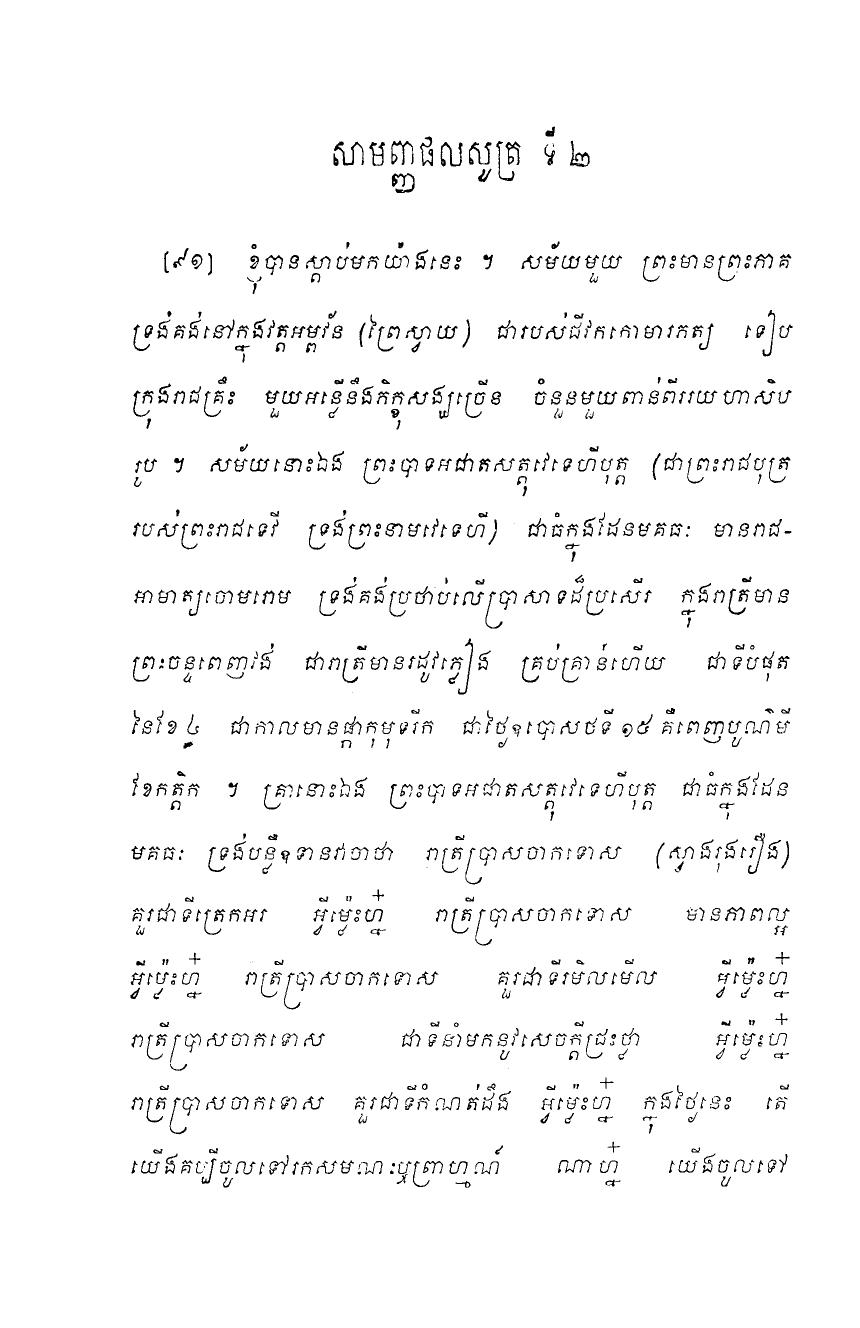 សាមញ្ញផលសូត្រ ទី ២
[៩១] ខ្ញុំបានស្តាប់មកយ៉ាងនេះ ។ សម័យមួយ ព្រះមានព្រះភាគ
ទ្រង់គង់នៅក្នុងវត្តអម្ពវ័ន (ព្រៃស្វាយ) ជារបស់ជីវកកោមារភត្យ ទៀប
ក្រុងរាជគ្រឹះ មួយអន្លើនឹងភិក្ខុសង្ឃច្រើន ចំនួនមួយពាន់ពីររយហាសិប
រូប ។ សម័យនោះឯង ព្រះបាទអជាតសត្តុវេទេហីបុត្ត (ជាព្រះរាជបុត្រ
របស់ព្រះរាជទេវី ទ្រង់ព្រះនាមវេទេហី) ជាធំក្នុងដែនមគធៈ មានរាជ-
អាមាត្យចោមរោម ទ្រង់គង់ប្រថាប់លើប្រាសាទដ៏ប្រសើរ ក្នុងរាត្រីមាន
ព្រះចន្ទពេញវង់ ជារាត្រីមានរដូវភ្លៀង គ្រប់គ្រាន់ហើយ ជាទីបំផុត
នៃខែ ៤ ជាកាលមានផ្កាកុមុទរីក ជាថ្ងៃឧបោសថទី ១៥ គឺពេញបូណ៌មី
ខែកត្តិក ។ គ្រានោះឯង ព្រះបាទអជាតសត្តុវេទេហីបុត្ត ជាធំក្នុងដែន
មគធៈ ទ្រង់បន្លឺឧទានវាចាថា រាត្រីប្រាសចាកទោស (ស្វាងរុងរឿង)
គួរជាទីត្រេកអរ អ្វីម៉្លេះហ្ន៎ រាត្រីប្រាសចាកទោស មានភាពល្អ
អ្វីម៉្លេះហ្ន៎ រាត្រីប្រាសចាកទោស គួរជាទីរមិលមើល អ្វីម៉្លេះហ្ន៎
រាត្រីប្រាសចាកទោស ជាទីនាំមកនូវសេចក្តីជ្រះថ្លា អ្វីម៉្លេះហ្ន៎
រាត្រីប្រាសចាកទោស គួរជាទីកំណត់ដឹង អ្វីម៉្លេះហ្ន៎ ក្នុងថ្ងៃនេះ តើ
យើងគប្បីចូលទៅរកសមណៈឬព្រាហ្មណ៍ ណាហ្ន៎ យើងចូលទៅ